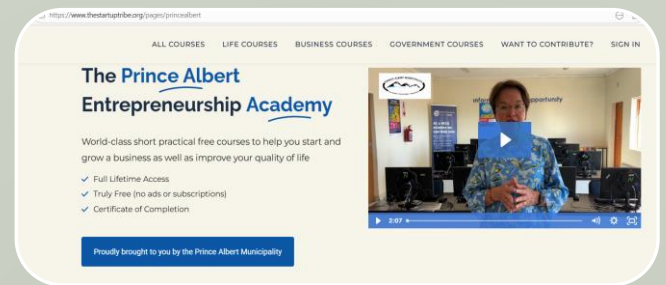 https://www.thestartuptribe.org/pages/princealbert
ALL COURSES LIFE COURSES BUSINESS COURSES GOVERNMENT COURSES WANT TO CONTRIBUTE? SIGN IN
The Prince Albert
Entrepreneurship Academy
World-class short practical free courses to help you start and
grow a business as well as improve your quality of life
✓ Full Lifetime Access
✓ Truly Free (no ads or subscriptions)
✓ Certificate of Completion
Proudly brought to you by the Prince Albert Municipality
opportunity
2:07